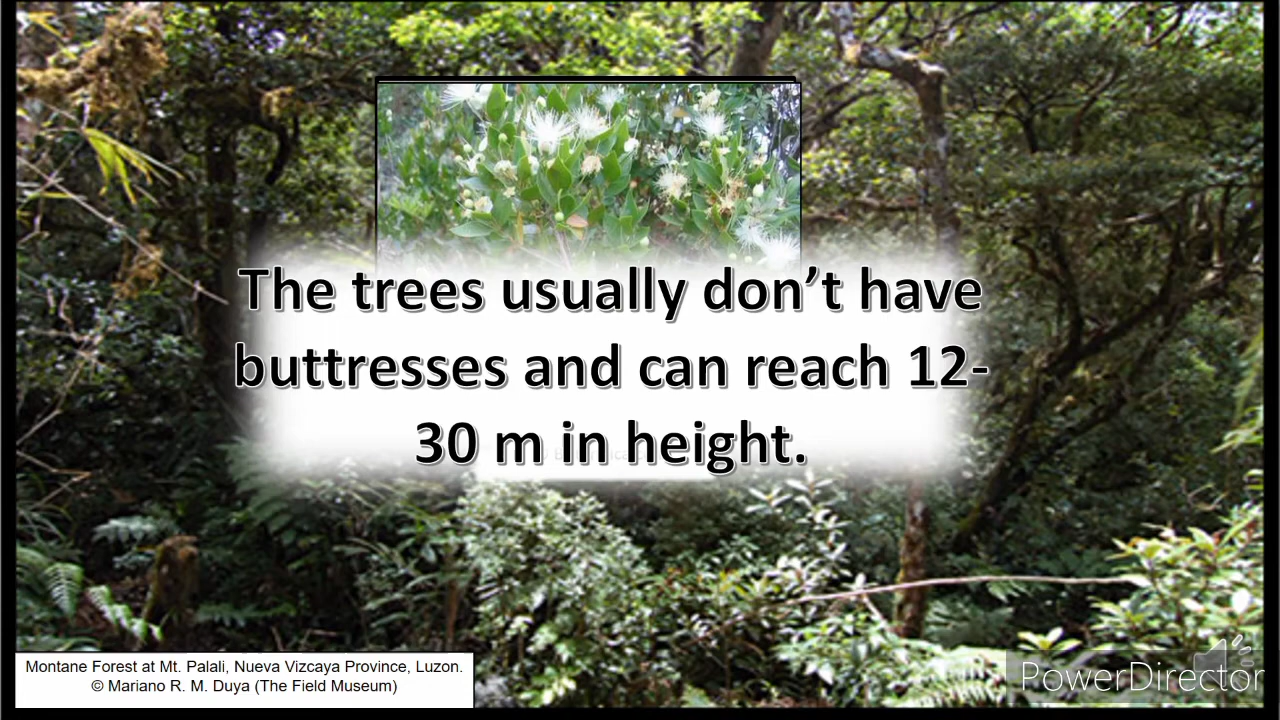 The trees usually don’t have
buttresses and can reach 12-
30 m in height.
Montane Forest at Mt. Palali, Nueva Vizcaya Province, Luzon.
© Mariano R. M. Duya (The Field Museum)
PowerDirector